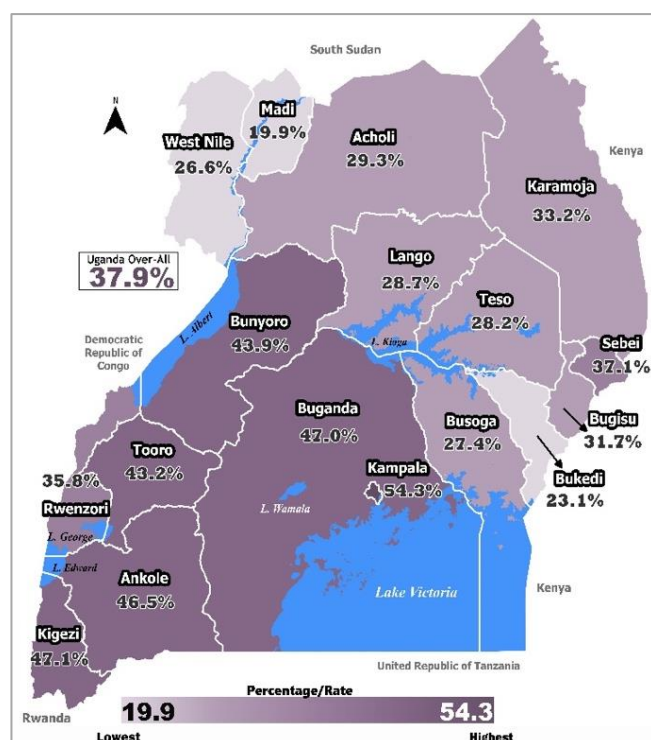 South Sudan
N
Madi
19.9%
West Nile
26.6%
Acholi
29.3%
Kenya
Karamoja
33.2%
Uganda Over-All
37.9%
Lango
28.7%
Teso
28.2%
L. Albert
Democratic
Republic of
Congo
Bunyoro
43.9%
L. Kioga
Sebei
37.1%
Buganda
47.0%
Busoga
27.4%
Bugisu
31.7%
Tooro
43.2%
Kampala
54.3%
Bukedi
23.1%
35.8%
Rwenzori
L. Wamala
L. George
L. Edward
Ankole
46.5%
Lake Victoria
Kenya
Kigezi
47.1%
United Republic of Tanzania
Percentage/Rate
19.9
54.3
Rwanda
Lowest
Highest